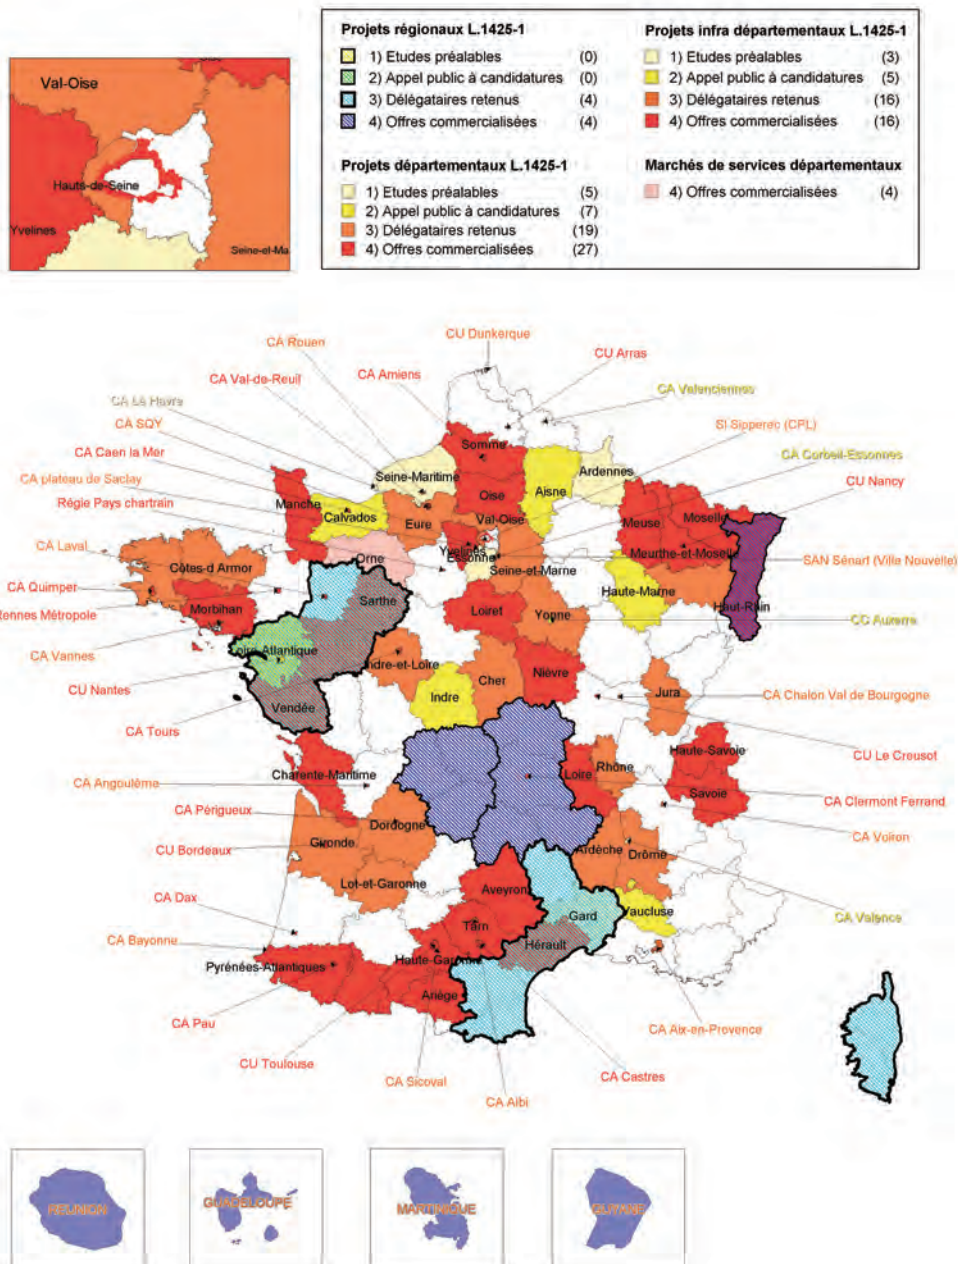 Projets régionaux L.1425-1
1) Etudes préalables (0)
2) Appel public à candidatures (0)
3) Délégataires retenus (4)
4) Offres commercialisées (4)
Projets départementaux L.1425-1
1) Etudes préalables (5)
2) Appel public à candidatures (7)
3) Délégataires retenus (19)
4) Offres commercialisées (27)
Projets infra départementaux L.1425-1
1) Etudes préalables (3)
2) Appel public à candidatures (5)
3) Délégataires retenus (16)
4) Offres commercialisées (16)
Marchés de services départementaux
4) Offres commercialisées (4)
Val-Oise
Hauts-de-Seine
Yvelines
Seine-el-Ma
CU Dunkerque
CA Rouen
CU Arras
CA Val-de-Reuil
CA Amiens
CA Valenciennes
CA Le Havre
CA SQY
SI Sipperec (CPL)
CA Caen la Mer
CA Corbeil-Essonnes
CA plateau de Saclay
CU Nancy
Régie Pays chartrain
CA Laval
SAN Sénart (Ville Nouvelle)
CA Quimper
Rennes Métropole
CC Auxerre
CA Vannes
CU Nantes
CA Chalon Val de Bourgogne
CA Tours
CU Le Creusot
CA Angoulème
CA Clermont Ferrand
CA Périgueux
CA Voiron
CU Bordeaux
CA Dax
CA Valence
CA Bayonne
CA Pau
CA Aix-en-Provence
CU Toulouse
CA Sicoval
CA Castres
CA Albi
Somme
Seine-Maritime
Oise
Aisne
Ardennes
Manche
Calvados
Eure
Val-Oise
Meuse
Moselle
Orne
Yvelines
Essonne
Seine-et-Marne
Meurthe-et-Moselle
Côtes-d Armor
Morbihan
Sarthe
Loiret
Yonne
Haute-Marne
Haut-Rhin
Loire-Atlantique
Indre-et-Loire
Cher
Nièvre
Vendée
Indre
Jura
Charente-Maritime
Loire
Rhône
Haute-Savoie
Savoie
Dordogne
Gironde
Ardèche
Drôme
Lot-et-Garonne
Aveyron
Gard
Vaucluse
Tarn
Hérault
Pyrénées-Atlantiques
Ariège
REUNION
GUADELOUPE
MARTINIQUE
GUYANE